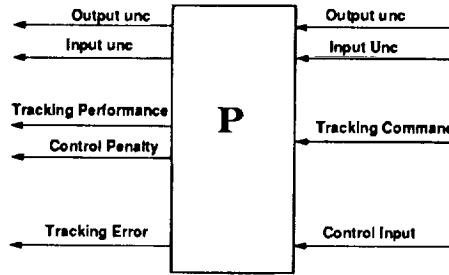 Output unc
Output unc
Input unc
Input Unc
P
Tracking Performance
Tracking Command
Control Penalty
Tracking Error
Control Input